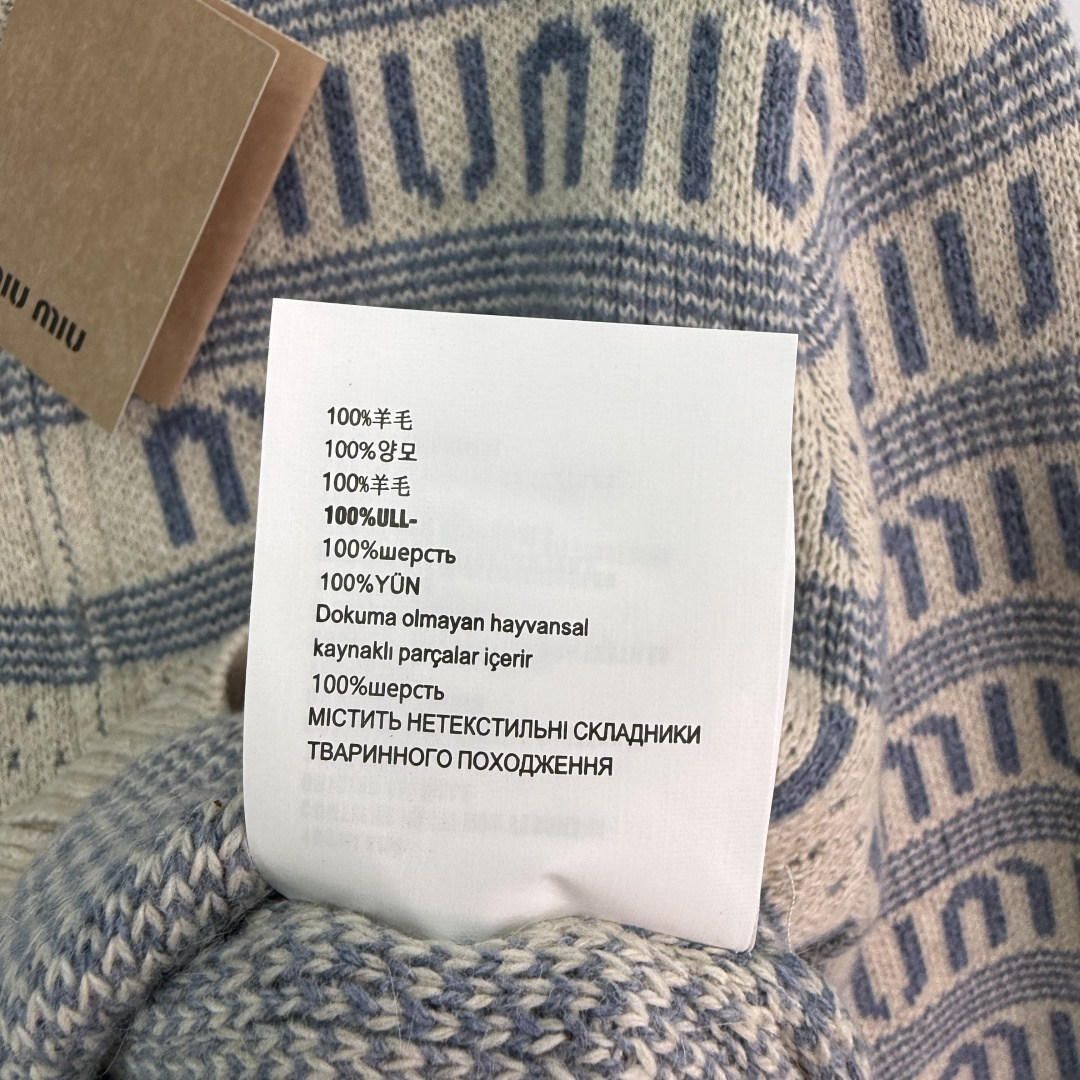 MIU MIU
100%羊毛
100%양모
100%羊毛
100%ULL-
100%шерсть
100%YÜN
Dokuma olmayan hayvansal
kaynaklı parçalar içerir
100%шерсть
МІСТИТЬ НЕТЕКСТИЛЬНІ СКЛАДНИКИ
ТВАРИННОГО ПОХОДЖЕННЯ